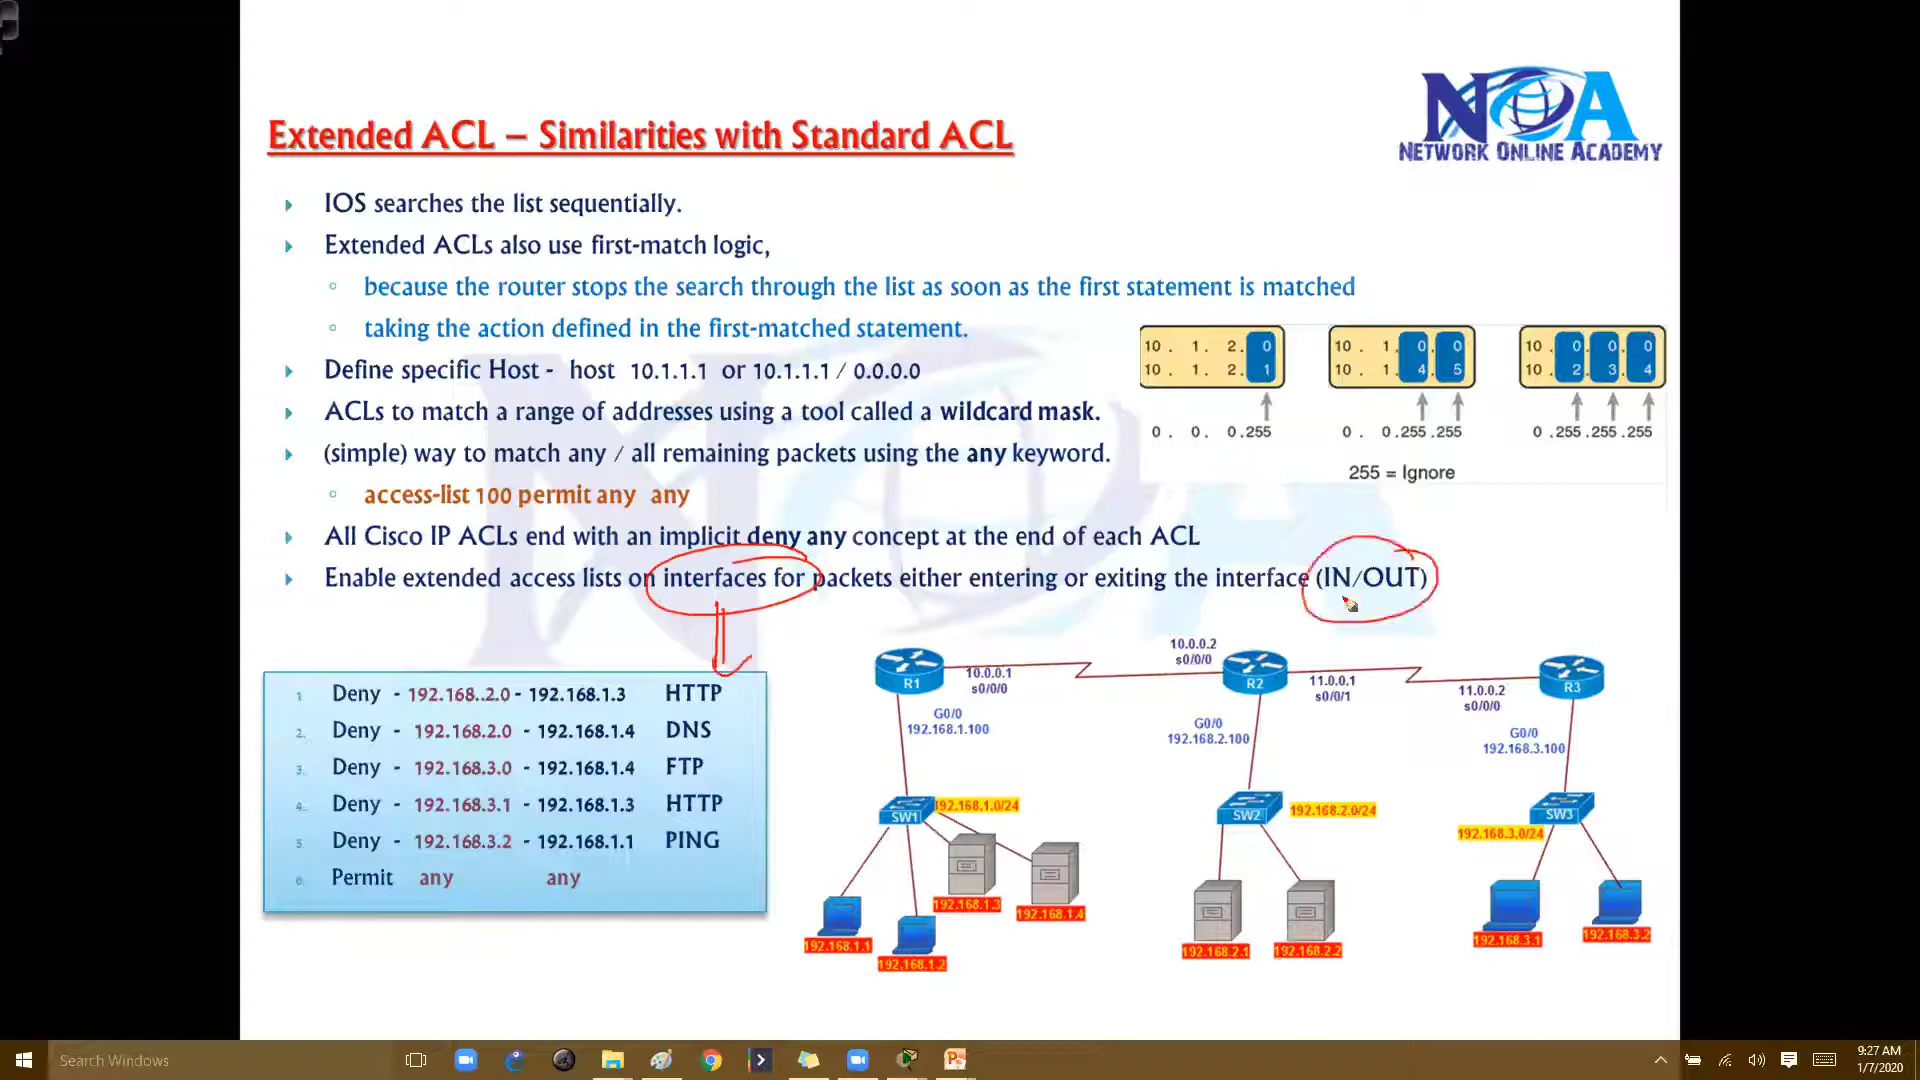 NOA
NETWORK ONLINE ACADEMY
Extended ACL – Similarities with Standard ACL
IOS searches the list sequentially.
Extended ACLs also use first-match logic,
because the router stops the search through the list as soon as the first statement is matched
taking the action defined in the first-matched statement.
Define specific Host - host 10.1.1.1 or 10.1.1.1 / 0.0.0.0
ACLs to match a range of addresses using a tool called a wildcard mask.
(simple) way to match any / all remaining packets using the any keyword.
access-list 100 permit any any
All Cisco IP ACLs end with an implicit deny any concept at the end of each ACL
Enable extended access lists on interfaces for packets either entering or exiting the interface (IN/OUT)
10 . 1 . 2. 0
10 . 1 . 2. 1
0 . 0. 0.255
10 . 1 .0 .0
10 . 1 .4 .5
0 . 0.255.255
10 .0 .0 .0
10 .2 .3 .4
0 .255.255.255
255 = Ignore
1. Deny - 192.168..2.0 - 192.168.1.3 HTTP
2. Deny - 192.168.2.0 - 192.168.1.4 DNS
3. Deny - 192.168.3.0 - 192.168.1.4 FTP
4. Deny - 192.168.3.1 - 192.168.1.3 HTTP
5. Deny - 192.168.3.2 - 192.168.1.1 PING
6. Permit any any
R1
10.0.0.1
s0/0/0
10.0.0.2
s0/0/0
R2
11.0.0.1
s0/0/1
11.0.0.2
s0/0/0
R3
G0/0
192.168.1.100
G0/0
192.168.2.100
G0/0
192.168.3.100
SW1
192.168.1.0/24
SW2
192.168.2.0/24
SW3
192.168.3.0/24
192.168.1.1
192.168.1.2
192.168.1.3
192.168.1.4
192.168.2.1
192.168.2.2
192.168.3.1
192.168.3.2
Search Windows
9:27 AM
1/7/2020